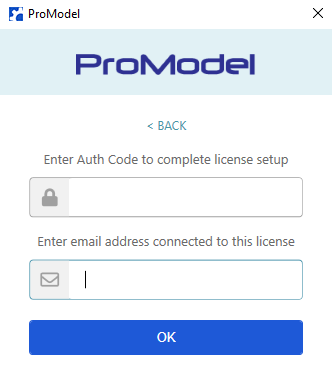 ProModel
ProModel
< BACK
Enter Auth Code to complete license setup
Enter email address connected to this license
OK